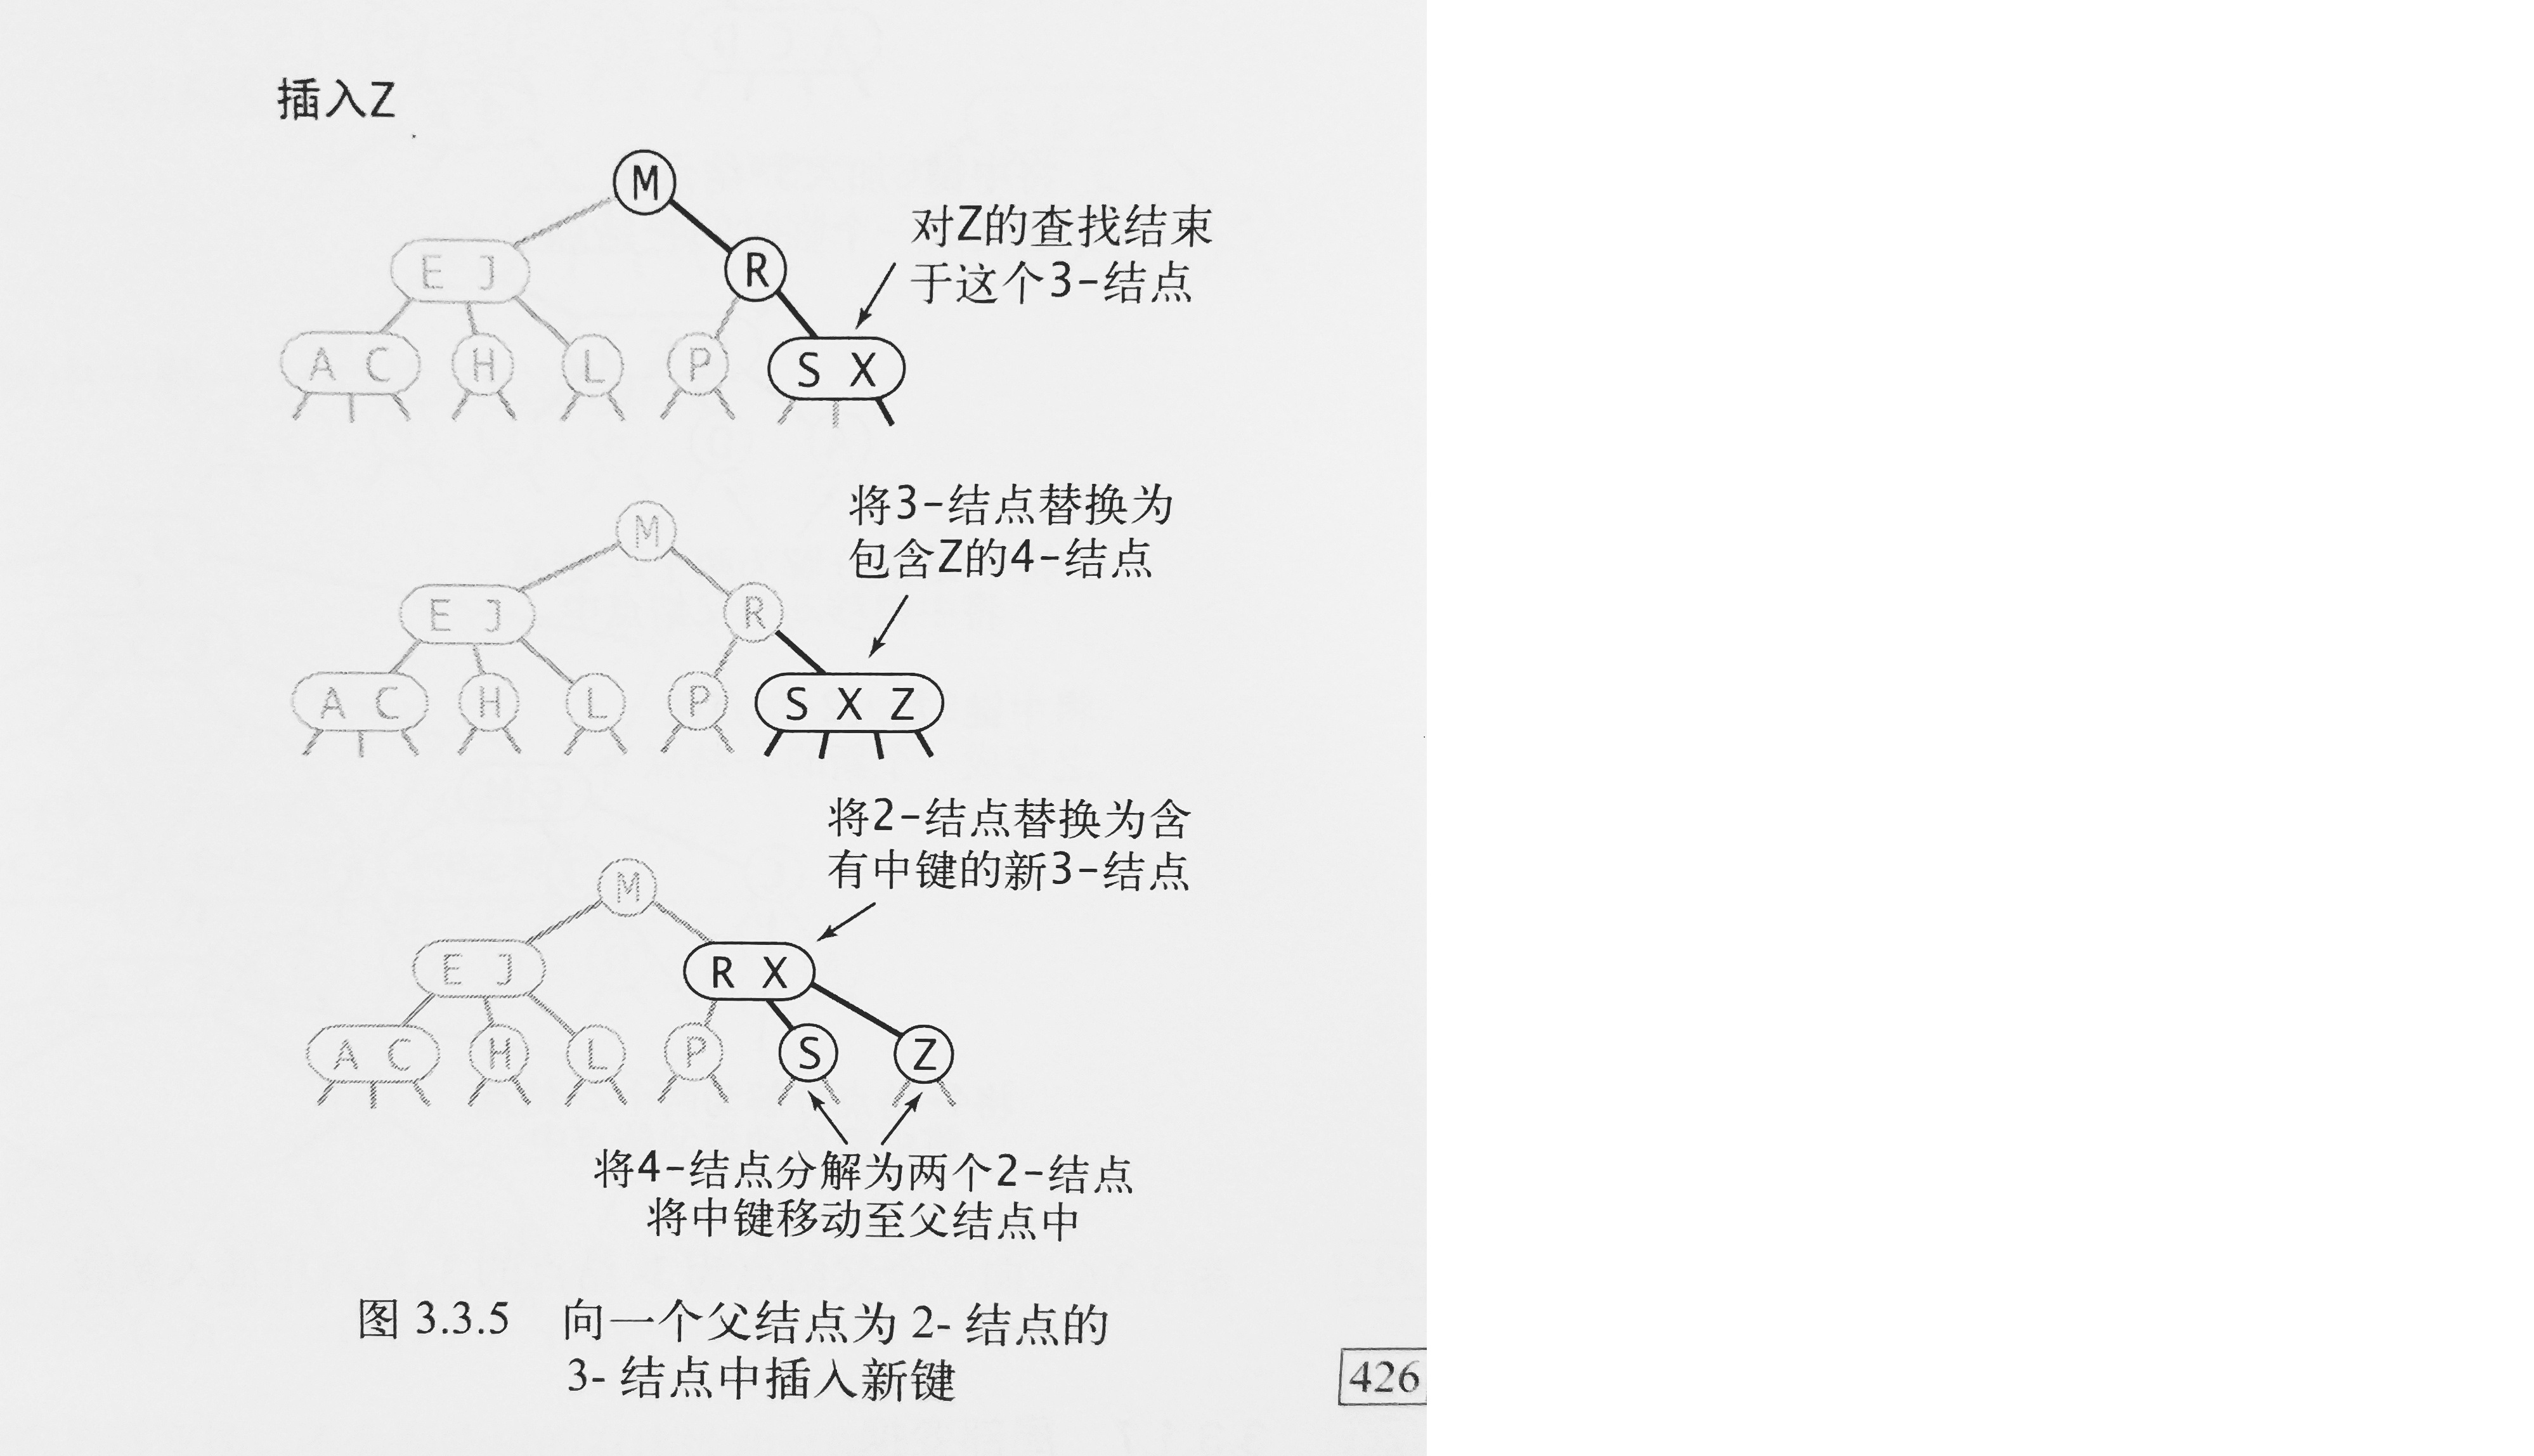 插入Z
M
对Z的查找结束
于这个3-结点
E J
R
A C H L P S X
将3-结点替换为
包含Z的4-结点
M
E J
R
A C H L P S X Z
将2-结点替换为含
有中键的新3-结点
M
E J
R X
A C H L P S Z
将4-结点分解为两个2-结点
将中键移动至父结点中
图 3.3.5 向一个父结点为 2- 结点的
3- 结点中插入新键
426